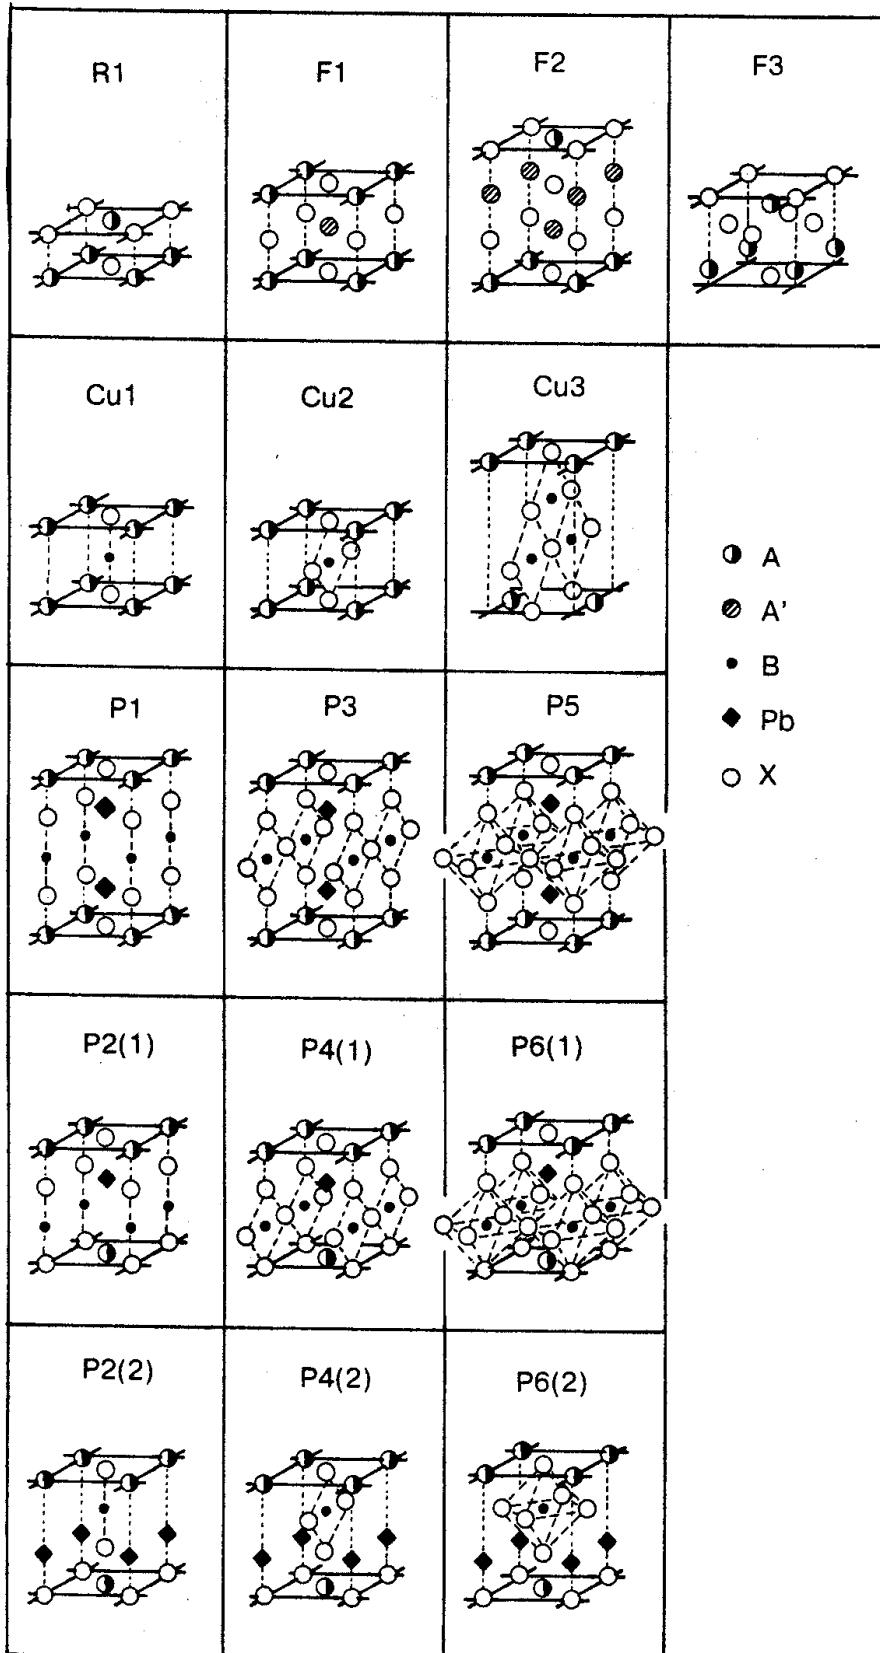 R1 F1 F2 F3
Cu1 Cu2 Cu3
A
A'
B
Pb
X
P1 P3 P5
P2(1) P4(1) P6(1)
P2(2) P4(2) P6(2)